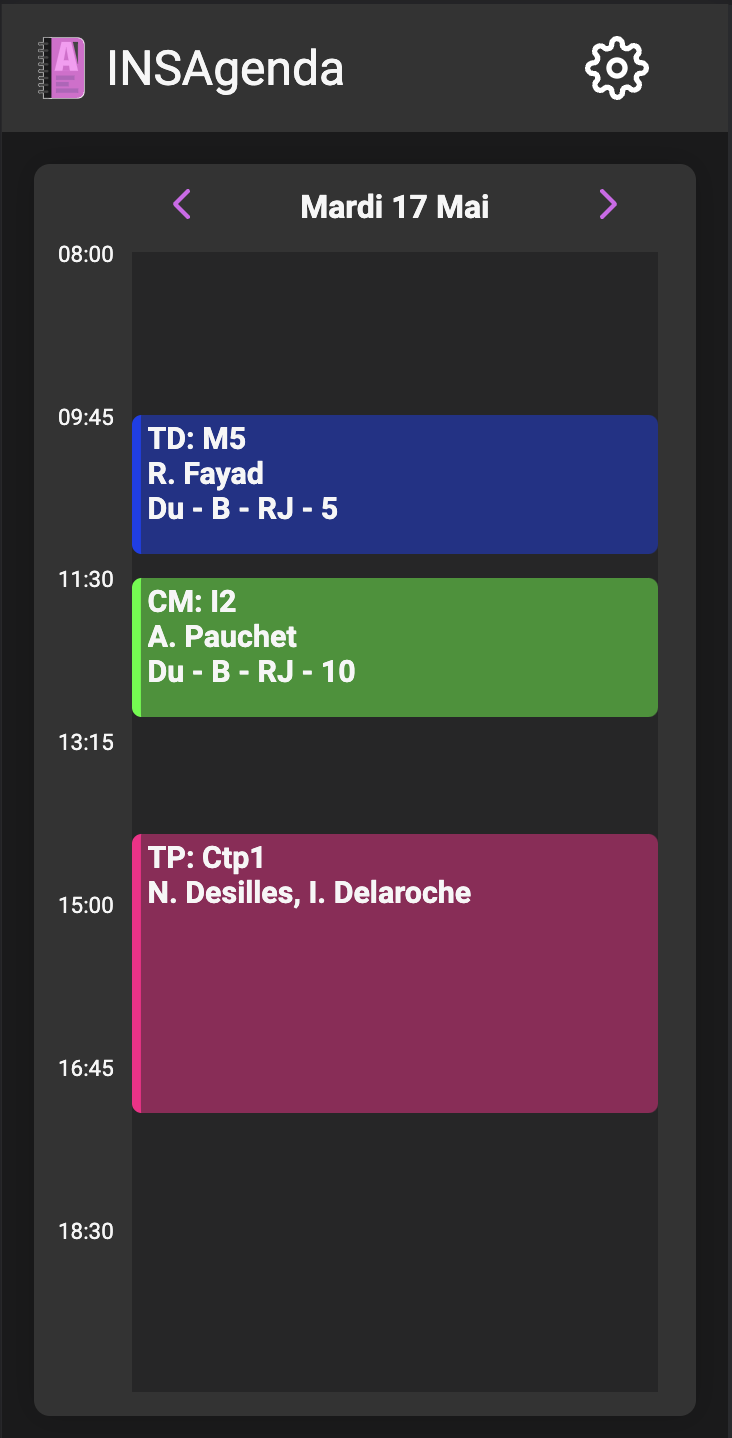 INSAgenda
Mardi 17 Mai
08:00
09:45
TD: M5
R. Fayad
Du - B - RJ - 5
11:30
CM: I2
A. Pauchet
Du - B - RJ - 10
13:15
TP: Ctp1
N. Desilles, I. Delaroche
15:00
16:45
18:30